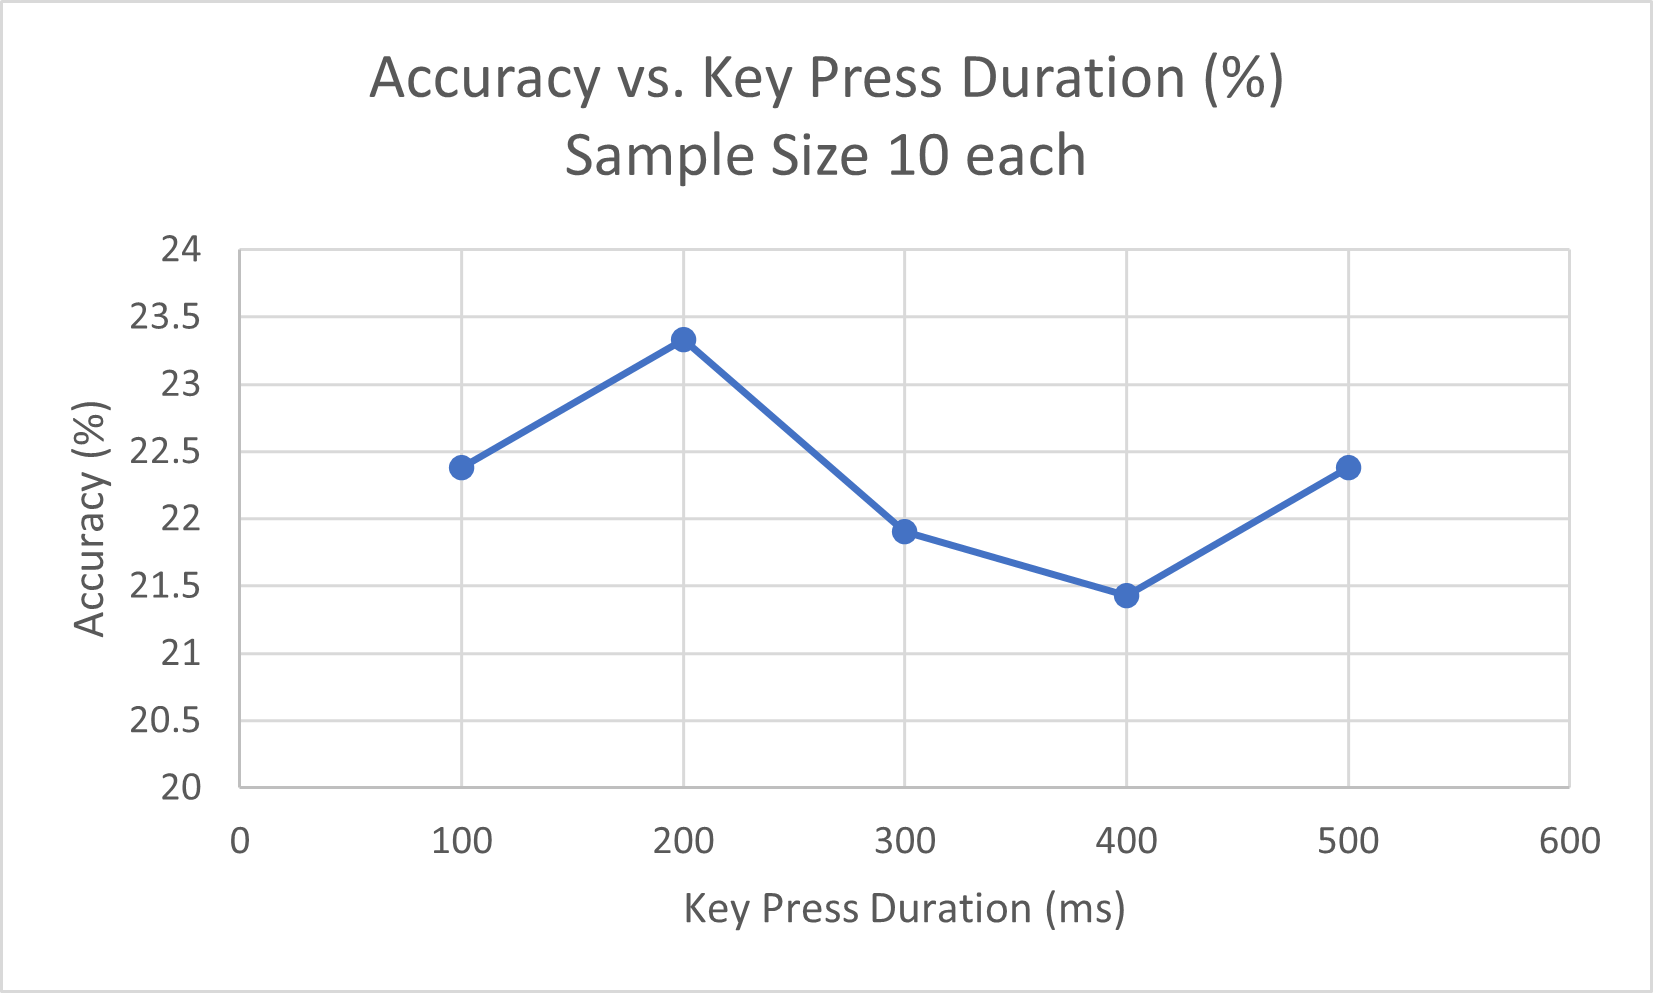 Accuracy vs. Key Press Duration (%)
Sample Size 10 each
24
23.5
23
22.5
22
21.5
21
20.5
20
Accuracy (%)
0 100 200 300 400 500 600
Key Press Duration (ms)